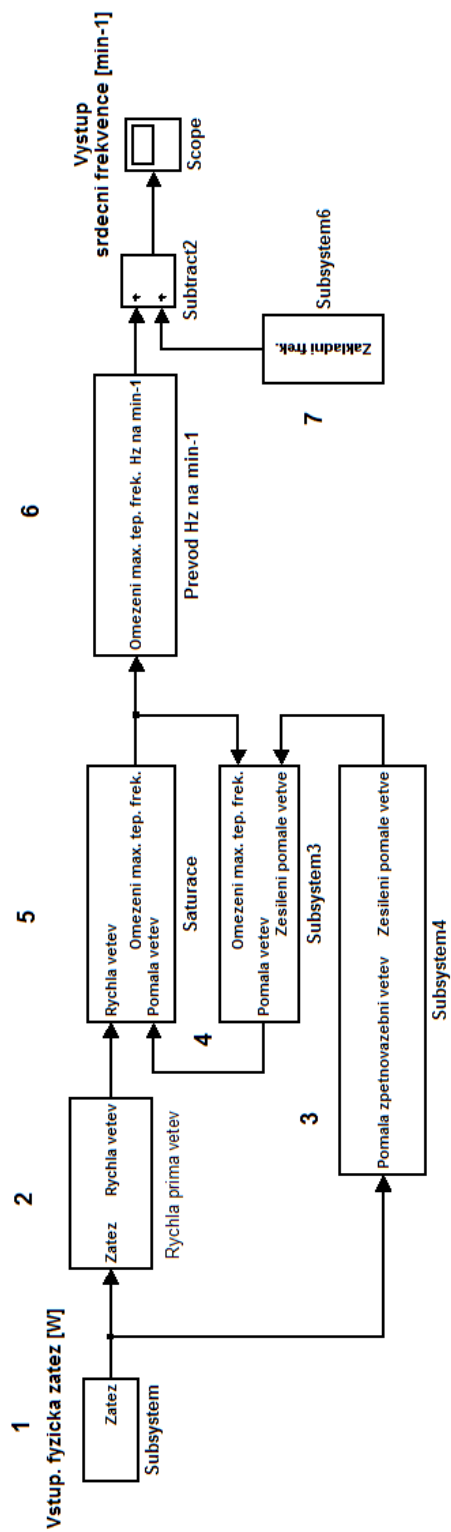 1
Vstup. fyzicka zatez [W]
Zatez
Subsystem
2
Zatez
Rychla vetev
Rychla prima vetev
3
Pomala zpetnovazebni vetev
Zesileni pomale vetve
Subsystem4
4
5
Rychla vetev
Omezeni max. tep. frek.
Pomala vetev
Saturace
Omezeni max. tep. frek.
Pomala vetev
Zesileni pomale vetve
Subsystem3
6
Omezeni max. tep. frek.
Hz na min-1
Prevod Hz na min-1
7
Zakladni frek.
Subsystem6
+
+
Subtract2
Vystup
srdecni frekvence [min-1]
Scope